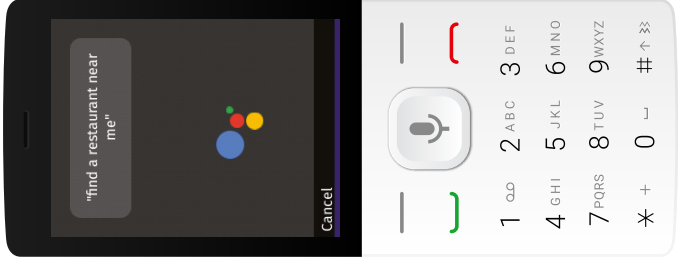 "find a restaurant near
me"
Cancel
1 2 ABC 3 DEF
4 GHI 5 JKL 6 MNO
7 PQRS 8 TUV 9 WXYZ
* + 0 ⎵ # ↑